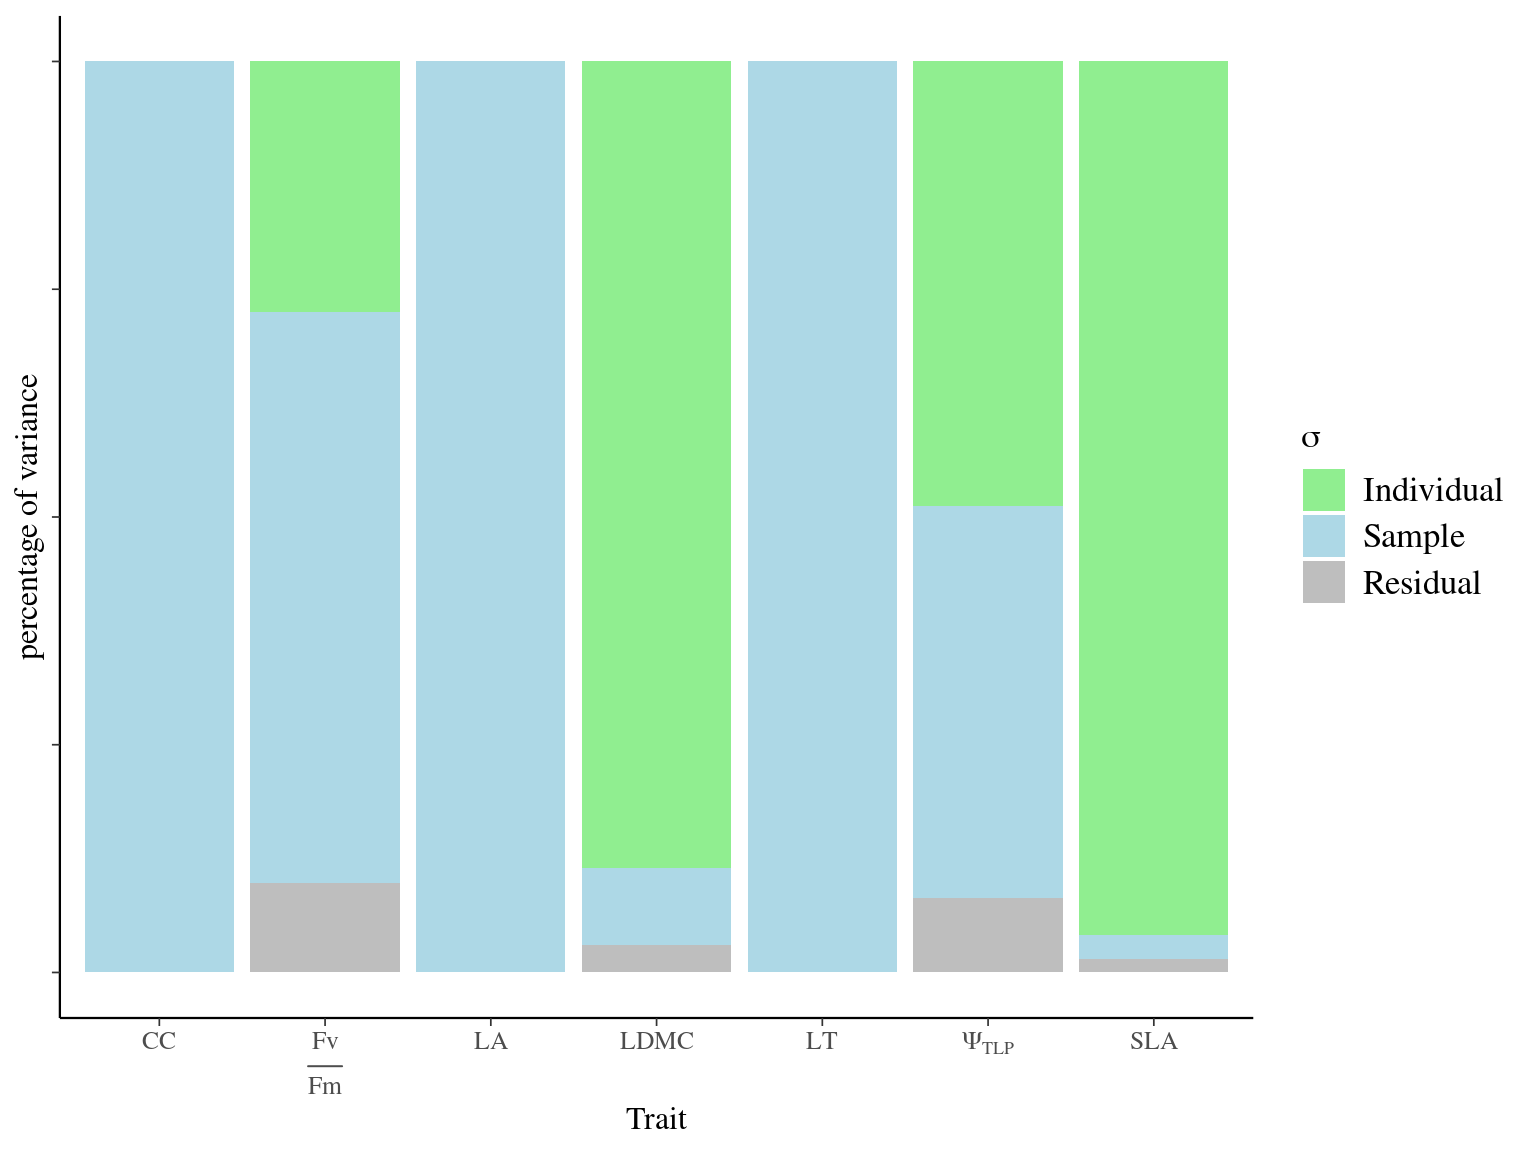 percentage of variance
CC
Fv
Fm
LA
LDMC
LT
ΨTLP
SLA
Trait
σ
Individual
Sample
Residual